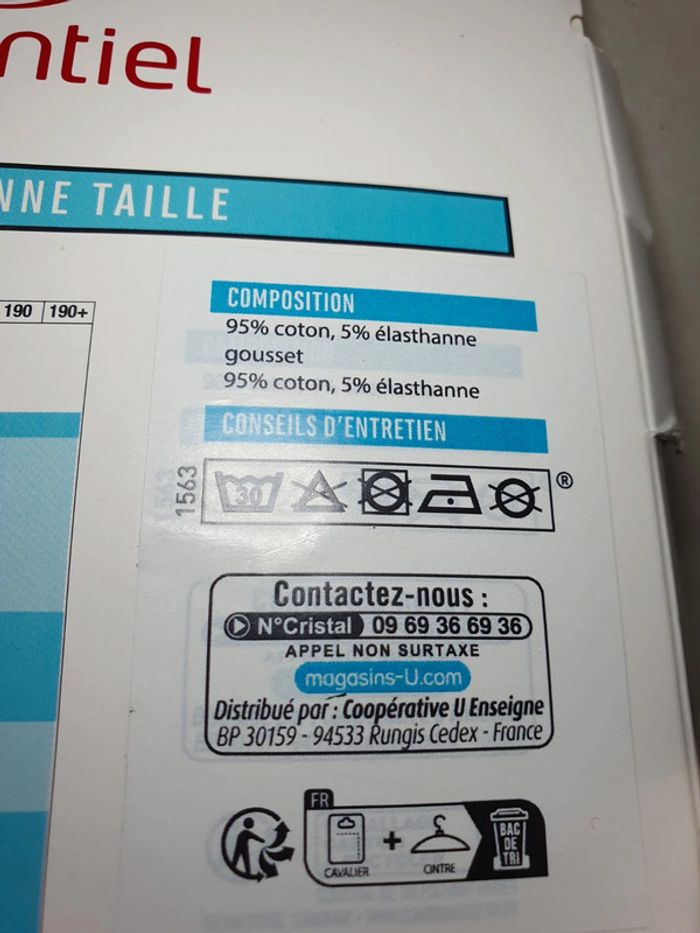 ntiel
NNE TAILLE
190 190+
COMPOSITION
95% coton, 5% élasthanne
gousset
95% coton, 5% élasthanne
CONSEILS D'ENTRETIEN
1563
30
®
Contactez-nous :
N°Cristal 09 69 36 69 36
APPEL NON SURTAXE
magasins-U.com
Distribué par : Coopérative U Enseigne
BP 30159 - 94533 Rungis Cedex - France
FR
CAVALIER + CINTRE
BAC
DE
TRI